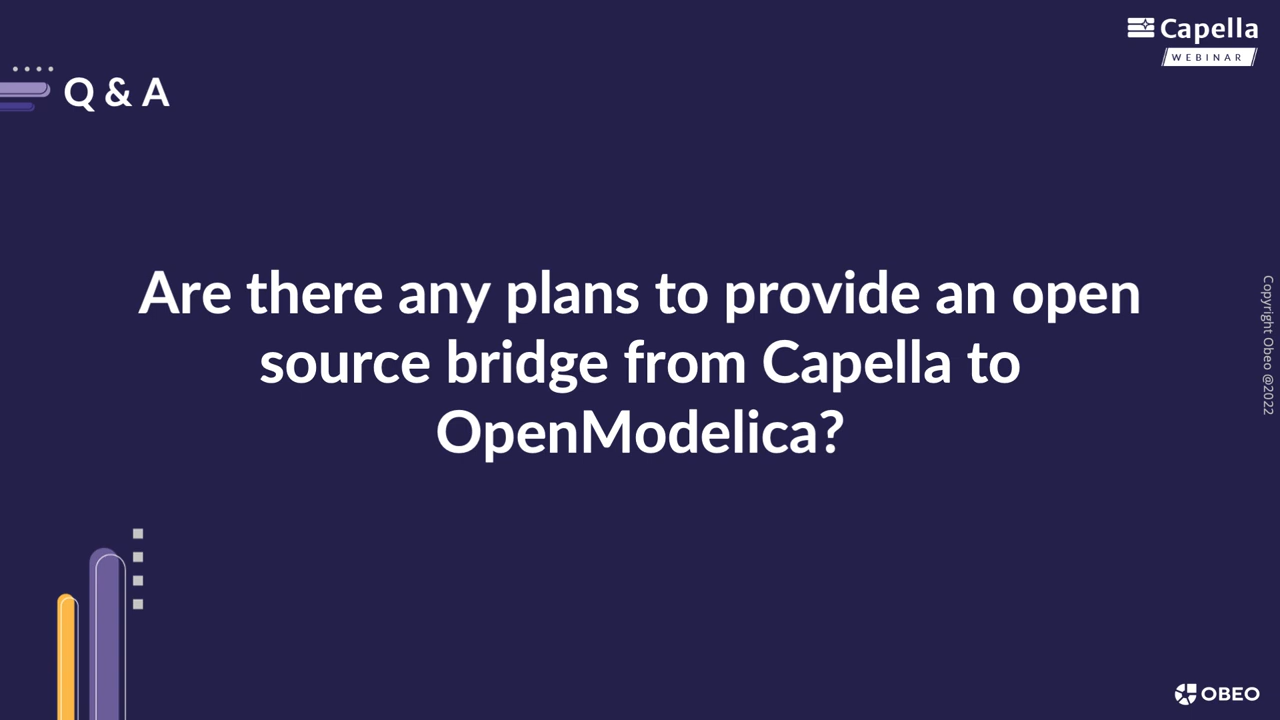 Capella
WEBINAR
Q & A
Are there any plans to provide an open
source bridge from Capella to
OpenModelica?
Copyright Obeo @2022
OBEO